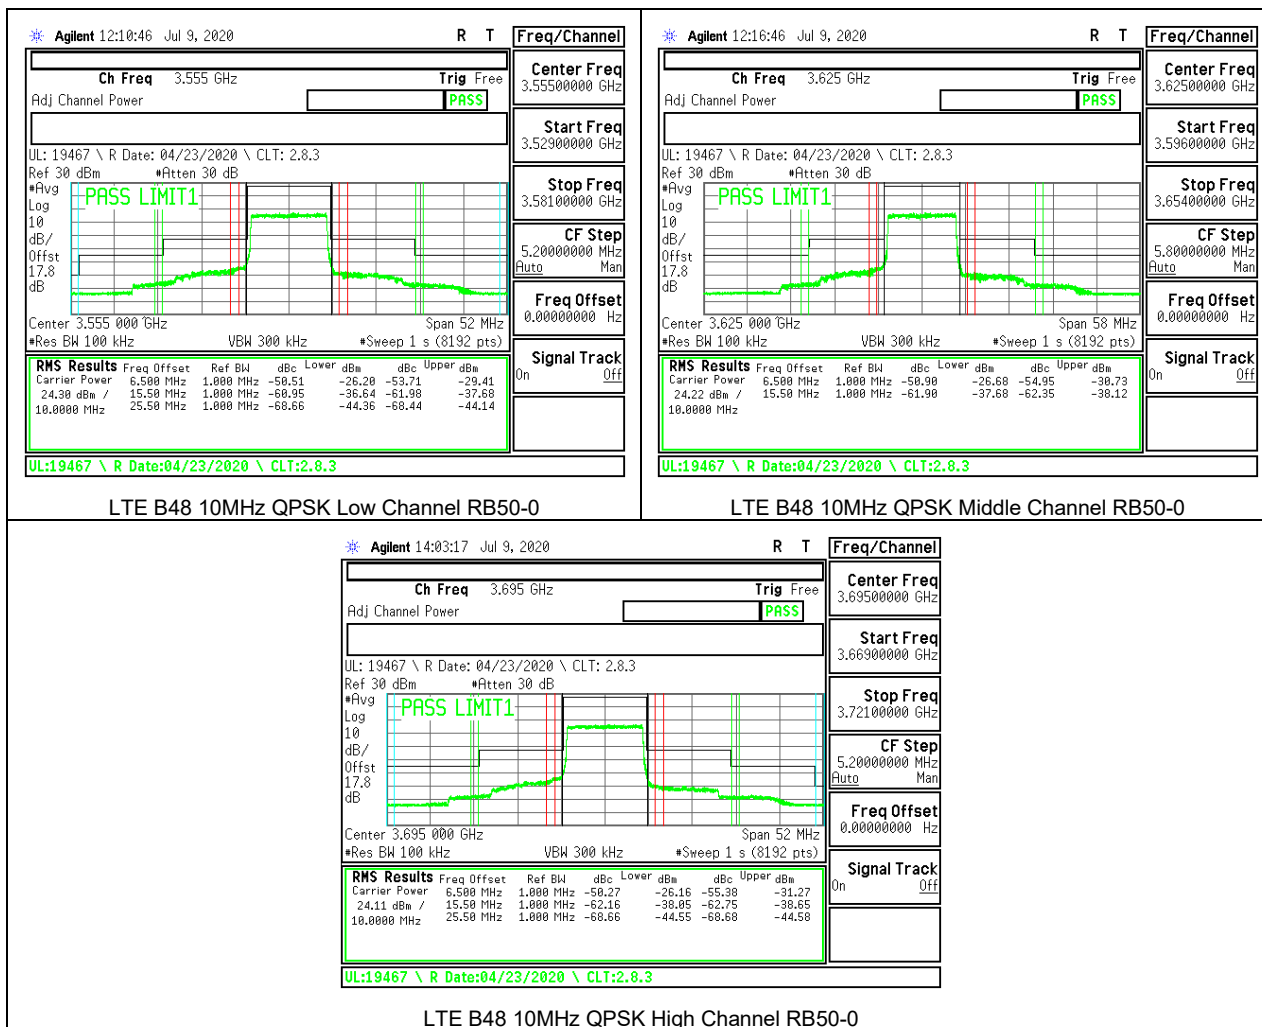 Agilent 12:10:46 Jul 9, 2020 R T Freq/Channel
Ch Freq 3.555 GHz Trig Free
Adj Channel Power PASS
Center Freq
3.55500000 GHz
Start Freq
3.52900000 GHz
UL: 19467 \ R Date: 04/23/2020 \ CLT: 2.8.3
Ref 30 dBm #Atten 30 dB
#Avg
Log
10
dB/
Offst
17.8
dB
PASS LIMIT1
Stop Freq
3.58100000 GHz
CF Step
5.20000000 MHz
Auto Man
Freq Offset
0.00000000 Hz
Center 3.555 000 GHz Span 52 MHz
#Res BW 100 kHz VBW 300 kHz #Sweep 1 s (8192 pts)
Signal Track
On Off
RMS Results Freq Offset Ref BW dBc Lower dBm dBc Upper dBm
Carrier Power 6.500 MHz 1.000 MHz -50.51 -26.20 -53.71 -29.41
24.30 dBm / 15.50 MHz 1.000 MHz -60.95 -36.64 -61.98 -37.68
10.0000 MHz 25.50 MHz 1.000 MHz -68.66 -44.36 -68.44 -44.14
UL:19467 \ R Date:04/23/2020 \ CLT:2.8.3
LTE B48 10MHz QPSK Low Channel RB50-0
Agilent 12:16:46 Jul 9, 2020 R T Freq/Channel
Ch Freq 3.625 GHz Trig Free
Adj Channel Power PASS
Center Freq
3.62500000 GHz
Start Freq
3.59600000 GHz
UL: 19467 \ R Date: 04/23/2020 \ CLT: 2.8.3
Ref 30 dBm #Atten 30 dB
#Avg
Log
10
dB/
Offst
17.8
dB
PASS LIMIT1
Stop Freq
3.65400000 GHz
CF Step
5.80000000 MHz
Auto Man
Freq Offset
0.00000000 Hz
Center 3.625 000 GHz Span 58 MHz
#Res BW 100 kHz VBW 300 kHz #Sweep 1 s (8192 pts)
Signal Track
On Off
RMS Results Freq Offset Ref BW dBc Lower dBm dBc Upper dBm
Carrier Power 6.500 MHz 1.000 MHz -50.90 -26.68 -54.95 -30.73
24.22 dBm / 15.50 MHz 1.000 MHz -61.90 -37.68 -62.35 -38.12
10.0000 MHz
UL:19467 \ R Date:04/23/2020 \ CLT:2.8.3
LTE B48 10MHz QPSK Middle Channel RB50-0
Agilent 14:03:17 Jul 9, 2020 R T Freq/Channel
Ch Freq 3.695 GHz Trig Free
Adj Channel Power PASS
Center Freq
3.69500000 GHz
Start Freq
3.66900000 GHz
UL: 19467 \ R Date: 04/23/2020 \ CLT: 2.8.3
Ref 30 dBm #Atten 30 dB
#Avg
Log
10
dB/
Offst
17.8
dB
PASS LIMIT1
Stop Freq
3.72100000 GHz
CF Step
5.20000000 MHz
Auto Man
Freq Offset
0.00000000 Hz
Center 3.695 000 GHz Span 52 MHz
#Res BW 100 kHz VBW 300 kHz #Sweep 1 s (8192 pts)
Signal Track
On Off
RMS Results Freq Offset Ref BW dBc Lower dBm dBc Upper dBm
Carrier Power 6.500 MHz 1.000 MHz -50.27 -26.16 -55.38 -31.27
24.11 dBm / 15.50 MHz 1.000 MHz -62.16 -38.05 -62.75 -38.65
10.0000 MHz 25.50 MHz 1.000 MHz -68.66 -44.55 -68.68 -44.58
UL:19467 \ R Date:04/23/2020 \ CLT:2.8.3
LTE B48 10MHz QPSK High Channel RB50-0